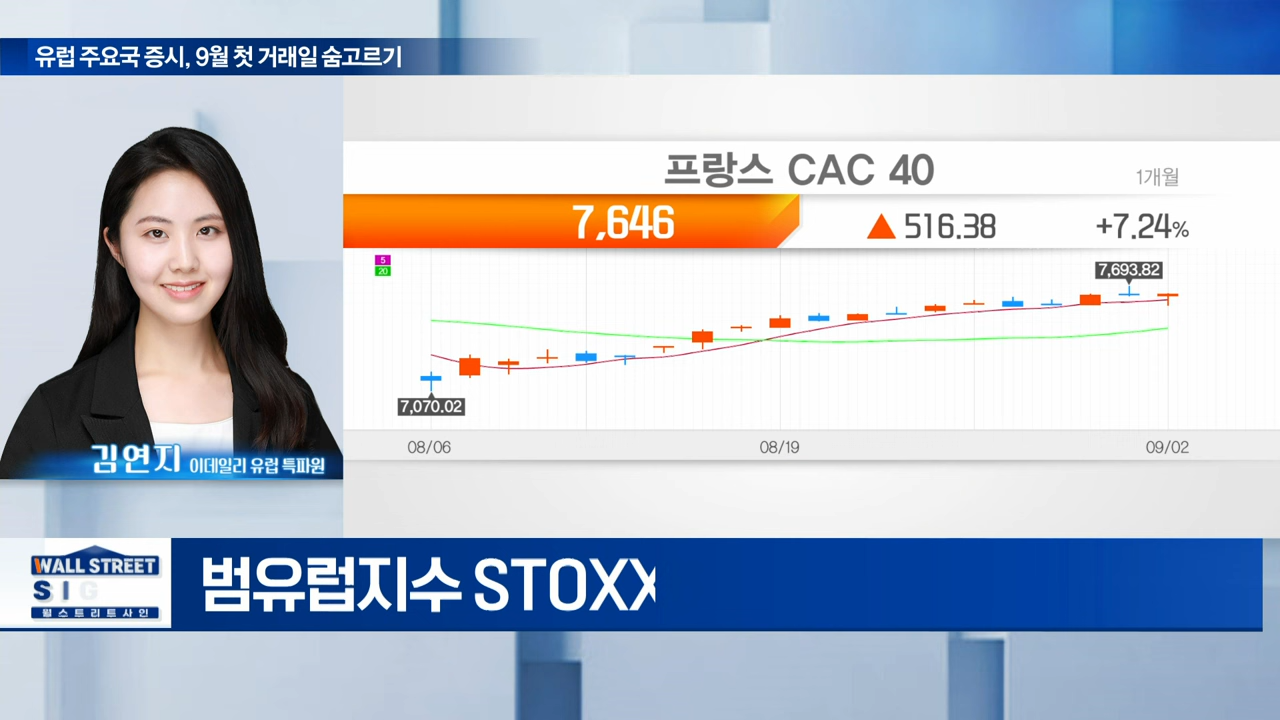 유럽 주요국 증시, 9월 첫 거래일 숨고르기
프랑스 CAC 40
1개월
7,646
▲ 516.38
+7.24%
5
20
7,693.82
7,070.02
08/06
08/19
09/02
김연지 이데일리 유럽 특파원
WALL STREET
SIG
월스트리트사인
범유럽지수 STOXX